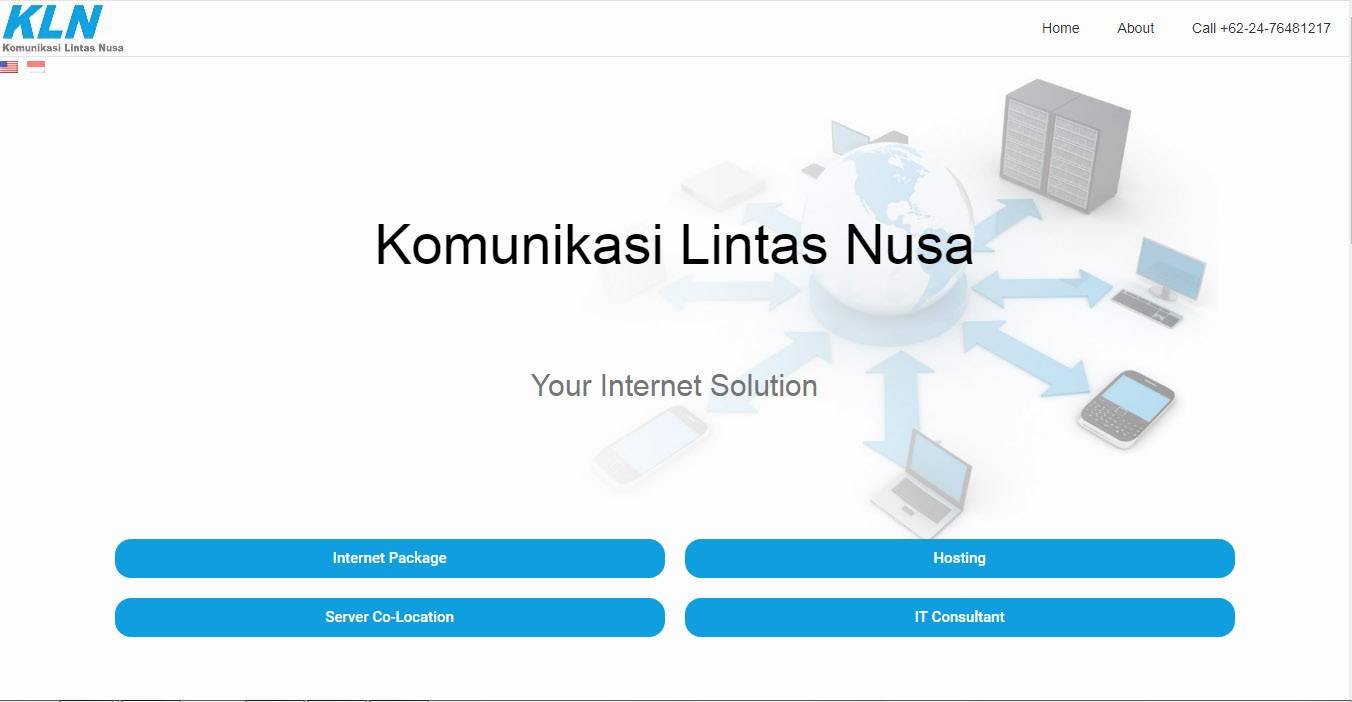 KLN
Komunikasi Lintas Nusa
Home
About
Call +62-24-76481217
Komunikasi Lintas Nusa
Your Internet Solution
Internet Package
Hosting
Server Co-Location
IT Consultant